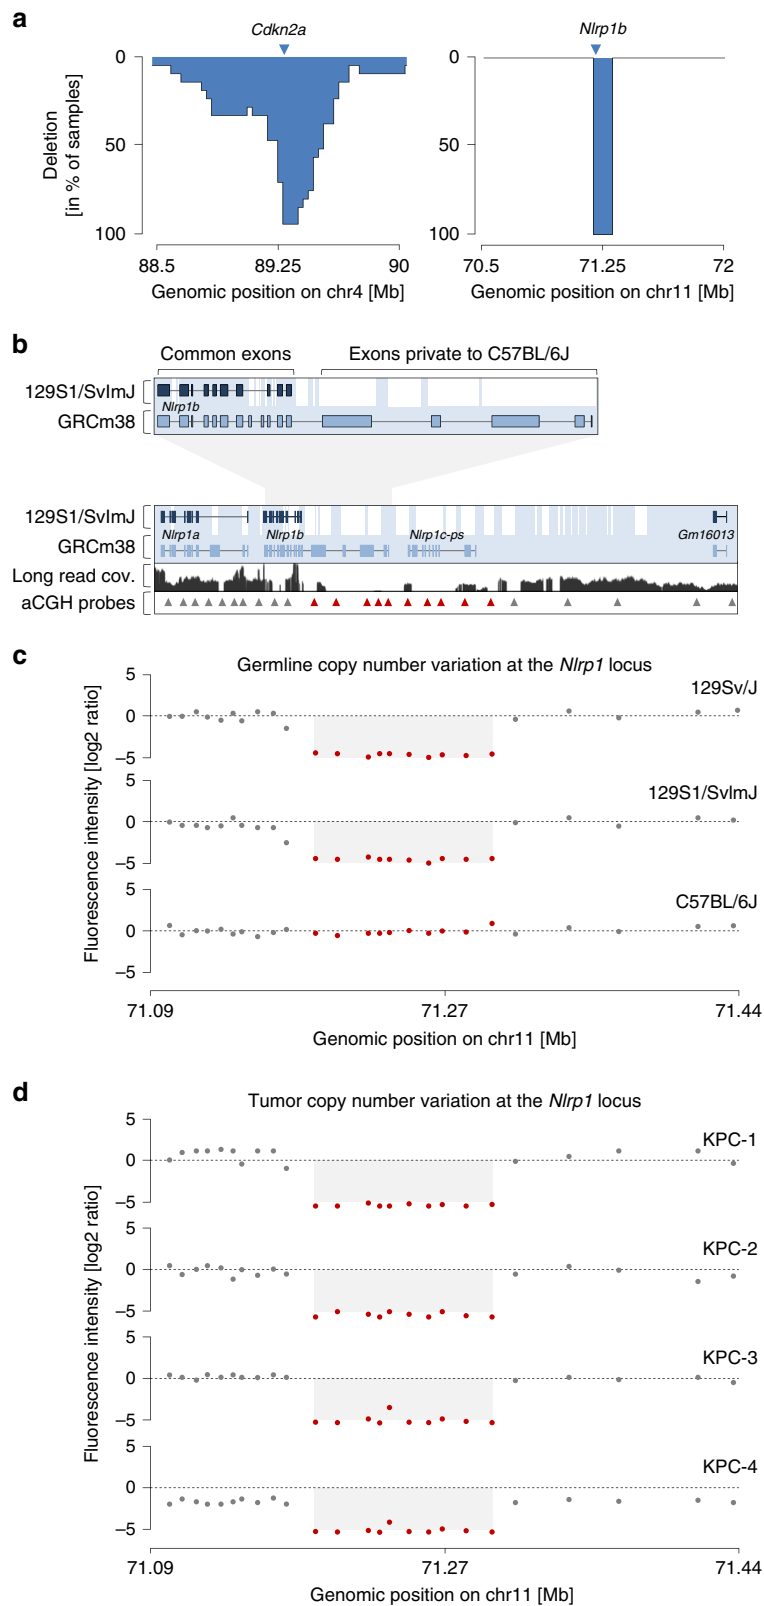 a
Cdkn2a
Nlrp1b
Deletion
[in % of samples]
0
50
100
88.5 89.25 90
Genomic position on chr4 [Mb]
0
50
100
70.5 71.25 72
Genomic position on chr11 [Mb]
b
Common exons
Exons private to C57BL/6J
129S1/SvImJ
Nlrp1b
GRCm38
129S1/SvImJ
Nlrp1a Nlrp1b Nlrp1c-ps Gm16013
GRCm38
Long read cov.
aCGH probes
c
Germline copy number variation at the Nlrp1 locus
Fluorescence intensity [log2 ratio]
5
0
–5
129Sv/J
5
0
–5
129S1/SvImJ
5
0
–5
C57BL/6J
71.09 71.27 71.44
Genomic position on chr11 [Mb]
d
Tumor copy number variation at the Nlrp1 locus
Fluorescence intensity [log2 ratio]
5
0
–5
KPC-1
5
0
–5
KPC-2
5
0
–5
KPC-3
5
0
–5
KPC-4
71.09 71.27 71.44
Genomic position on chr11 [Mb]